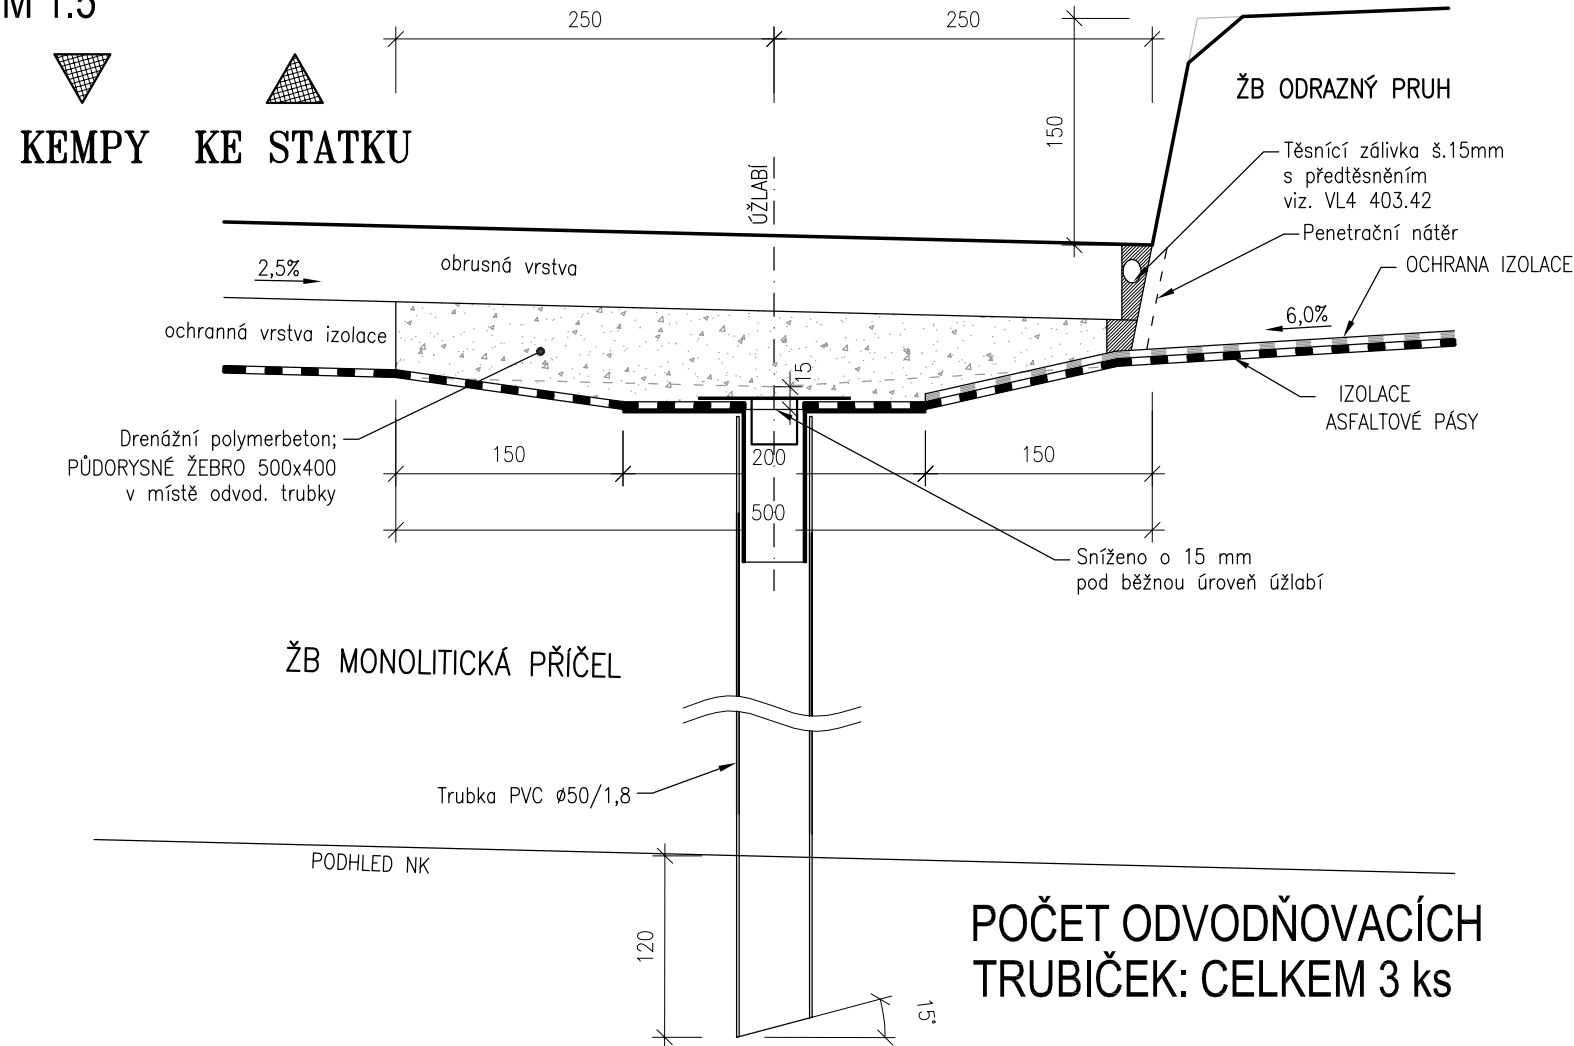 M 1:5
250
250
KEMPY
KE STATKU
150
ŽB ODRAZNÝ PRUH
Těsnící zálivka š.15mm
s předtěsněním
viz. VL4 403.42
ÚŽLABÍ
Penetrační nátěr
OCHRANA IZOLACE
2,5%
obrusná vrstva
6,0%
ochranná vrstva izolace
15
IZOLACE
ASFALTOVÉ PÁSY
Drenážní polymerbeton;
PŮDORYSNÉ ŽEBRO 500x400
v místě odvod. trubky
150
200
150
500
Sníženo o 15 mm
pod běžnou úroveň úžlabí
ŽB MONOLITICKÁ PŘÍČEL
Trubka PVC ø50/1,8
PODHLED NK
120
15°
POČET ODVODŇOVACÍCH
TRUBIČEK: CELKEM 3 ks